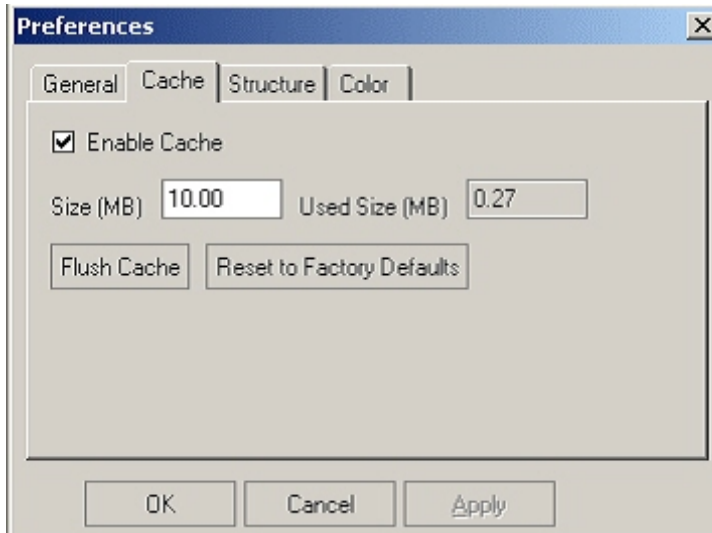 Preferences
General Cache Structure Color
Enable Cache
Size (MB) 10.00 Used Size (MB) 0.27
Flush Cache Reset to Factory Defaults
OK Cancel Apply